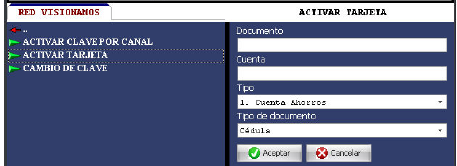 RED VISIONAMOS
ACTIVAR TARJETA
..
ACTIVAR CLAVE POR CANAL
ACTIVAR TARJETA
CAMBIO DE CLAVE
Documento
Cuenta
Tipo
1. Cuenta Ahorros
Tipo de documento
Cédula
Aceptar
Cancelar